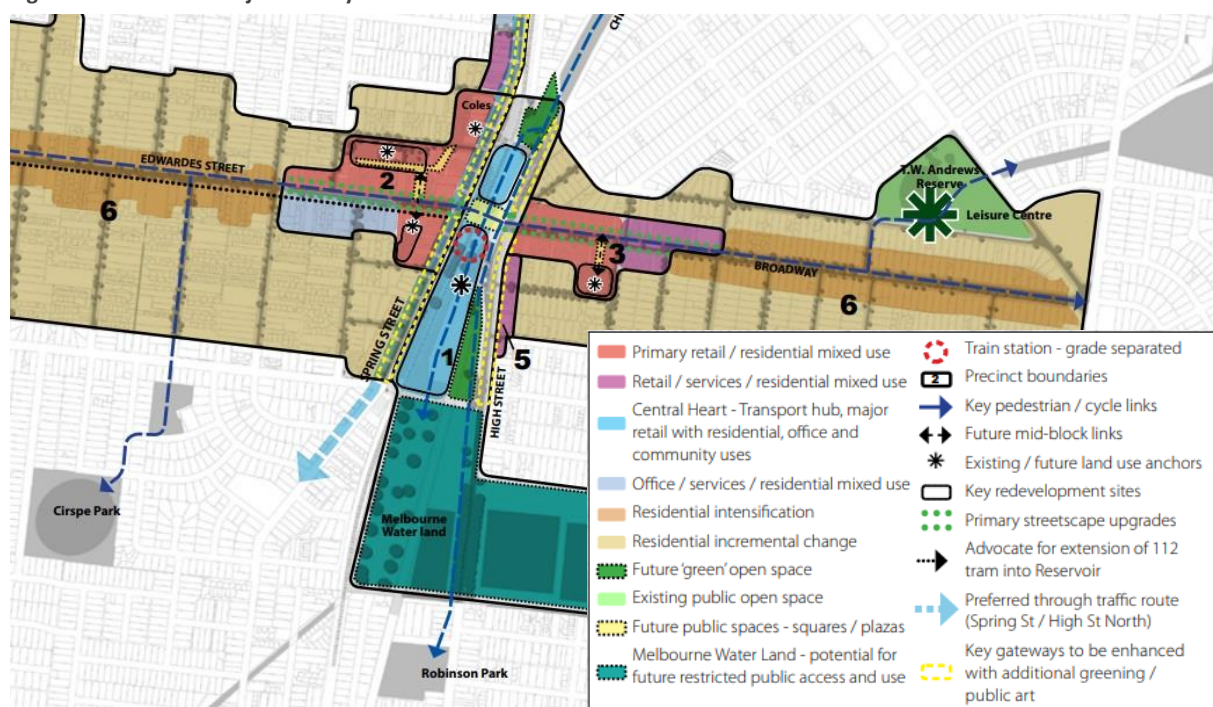 CH
Coles
EDWARDES STREET
2
6
T.W. Andrews
Reserve
Leisure Centre
3
BROADWAY
6
SPRING STREET
1
5
HIGH STREET
Cirspe Park
Melbourne
Water land
Robinson Park
Primary retail / residential mixed use
Retail / services / residential mixed use
Central Heart - Transport hub, major
retail with residential, office and
community uses
Office / services / residential mixed use
Residential intensification
Residential incremental change
Future 'green' open space
Existing public open space
Future public spaces - squares / plazas
Melbourne Water Land - potential for
future restricted public access and use
Train station - grade separated
2
Precinct boundaries
Key pedestrian / cycle links
Future mid-block links
Existing / future land use anchors
Key redevelopment sites
Primary streetscape upgrades
Advocate for extension of 112
tram into Reservoir
Preferred through traffic route
(Spring St / High St North)
Key gateways to be enhanced
with additional greening /
public art